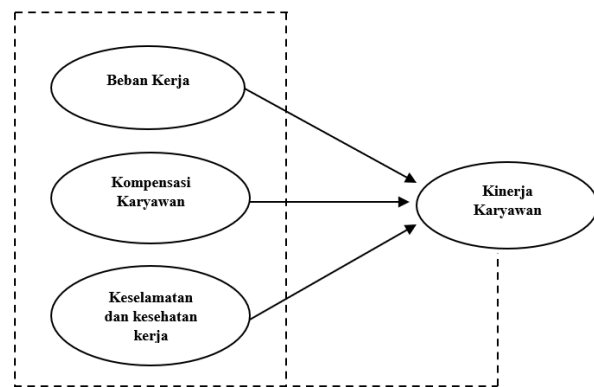 Beban Kerja
Kompensasi
Karyawan
Keselamatan
dan kesehatan
kerja
Kinerja
Karyawan